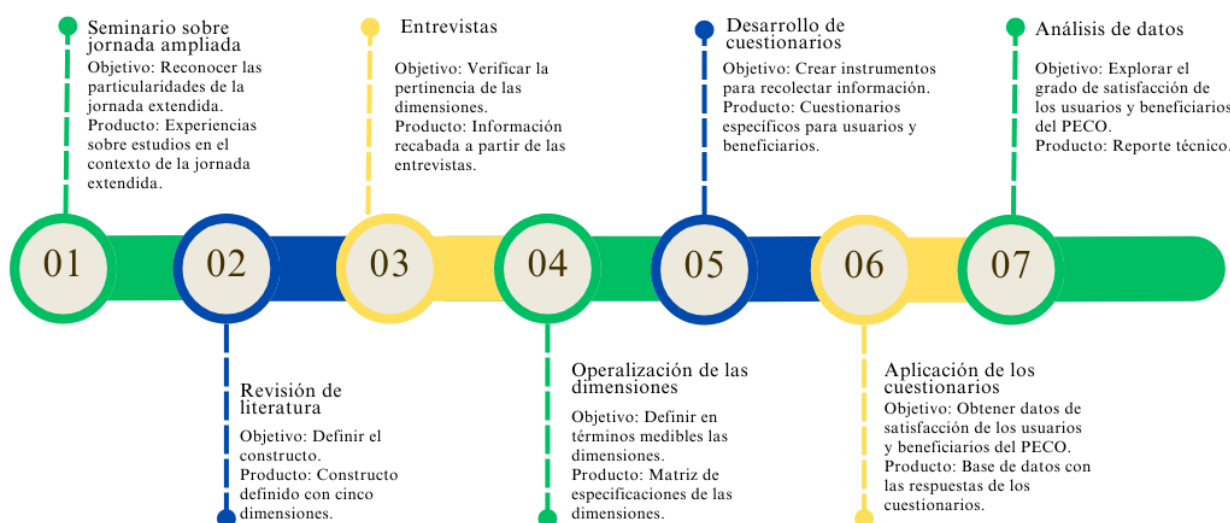 Seminario sobre
jornada ampliada
Objetivo: Reconocer las
particularidades de la
jornada extendida.
Producto: Experiencias
sobre estudios en el
contexto de la jornada
extendida.
Entrevistas
Objetivo: Verificar la
pertinencia de las
dimensiones.
Producto: Información
recabada a partir de las
entrevistas.
Desarrollo de
cuestionarios
Objetivo: Crear instrumentos
para recolectar información.
Producto: Cuestionarios
específicos para usuarios y
beneficiarios.
Análisis de datos
Objetivo: Explorar el
grado de satisfacción de
los usuarios y beneficiarios
del PECO.
Producto: Reporte técnico.
01
02
03
04
05
06
07
Revisión de
literatura
Objetivo: Definir el
constructo.
Producto: Constructo
definido con cinco
dimensiones.
Operalización de las
dimensiones
Objetivo: Definir en
términos medibles las
dimensiones.
Producto: Matriz de
especificaciones de las
dimensiones.
Aplicación de los
cuestionarios
Objetivo: Obtener datos de
satisfacción de los usuarios
y beneficiarios del PECO.
Producto: Base de datos con
las respuestas de los
cuestionarios.